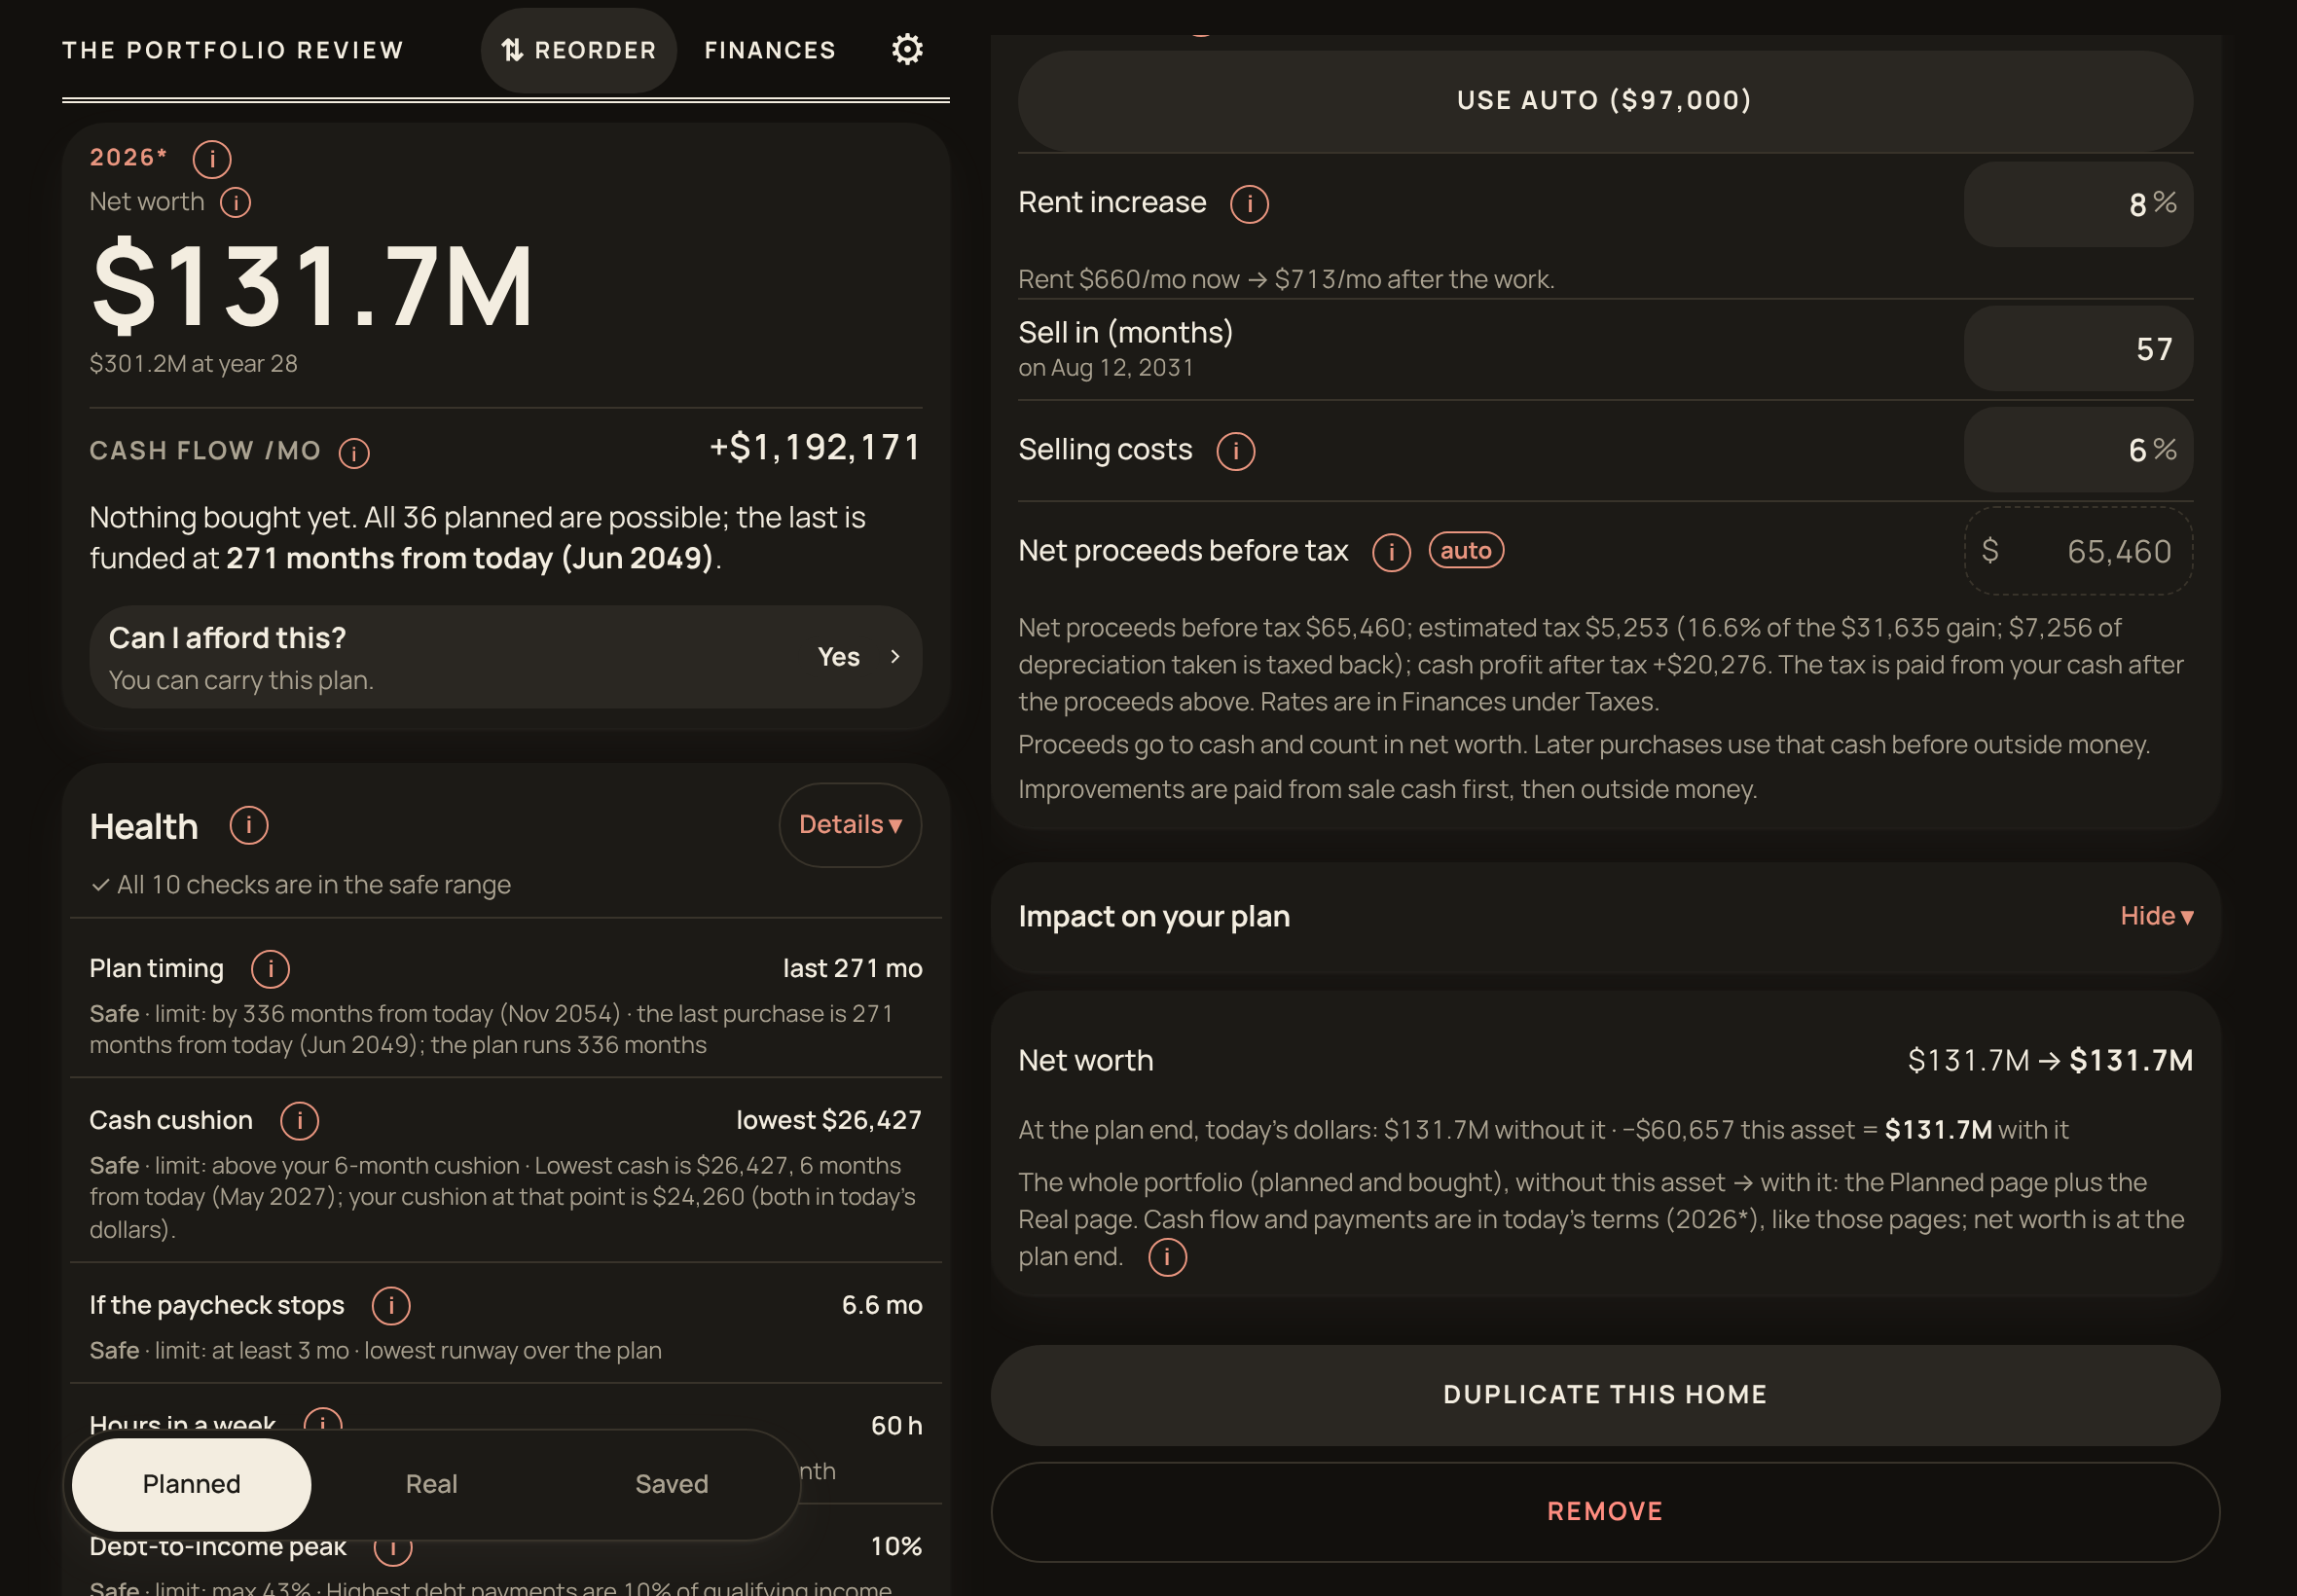 THE PORTFOLIO REVIEW
⇅ REORDER
FINANCES
2026* i
Net worth i
$131.7M
$301.2M at year 28
CASH FLOW /MO i +$1,192,171
Nothing bought yet. All 36 planned are possible; the last is
funded at 271 months from today (Jun 2049).
Can I afford this?
You can carry this plan.
Yes
Health i
Details ▾
✓ All 10 checks are in the safe range
Plan timing i last 271 mo
Safe · limit: by 336 months from today (Nov 2054) · the last purchase is 271
months from today (Jun 2049); the plan runs 336 months
Cash cushion i lowest $26,427
Safe · limit: above your 6-month cushion · Lowest cash is $26,427, 6 months
from today (May 2027); your cushion at that point is $24,260 (both in today's
dollars).
If the paycheck stops i 6.6 mo
Safe · limit: at least 3 mo · lowest runway over the plan
Hours in a week i 60 h
nth
Planned
Real
Saved
Debt-to-income peak i 10%
Safe · limit: max 43% · Highest debt payments are 10% of qualifying income
USE AUTO ($97,000)
Rent increase i 8 %
Rent $660/mo now → $713/mo after the work.
Sell in (months) 57
on Aug 12, 2031
Selling costs i 6 %
Net proceeds before tax i auto $ 65,460
Net proceeds before tax $65,460; estimated tax $5,253 (16.6% of the $31,635 gain; $7,256 of
depreciation taken is taxed back); cash profit after tax +$20,276. The tax is paid from your cash after
the proceeds above. Rates are in Finances under Taxes.
Proceeds go to cash and count in net worth. Later purchases use that cash before outside money.
Improvements are paid from sale cash first, then outside money.
Impact on your plan
Hide ▾
Net worth $131.7M → $131.7M
At the plan end, today's dollars: $131.7M without it · −$60,657 this asset = $131.7M with it
The whole portfolio (planned and bought), without this asset → with it: the Planned page plus the
Real page. Cash flow and payments are in today's terms (2026*), like those pages; net worth is at the
plan end. i
DUPLICATE THIS HOME
REMOVE